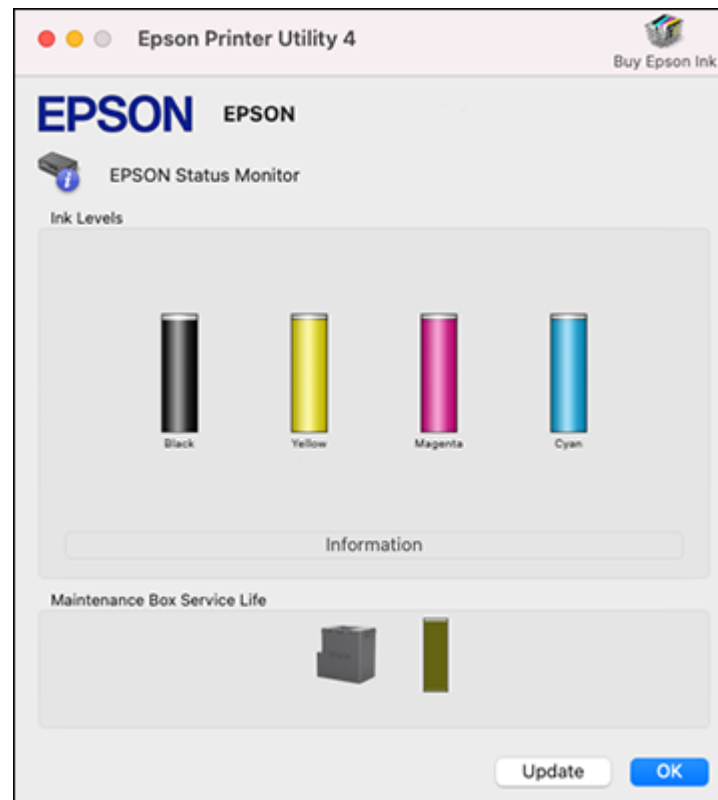 Epson Printer Utility 4
Buy Epson Ink
EPSON EPSON
EPSON Status Monitor
Ink Levels
Black Yellow Magenta Cyan
Information
Maintenance Box Service Life
Update OK